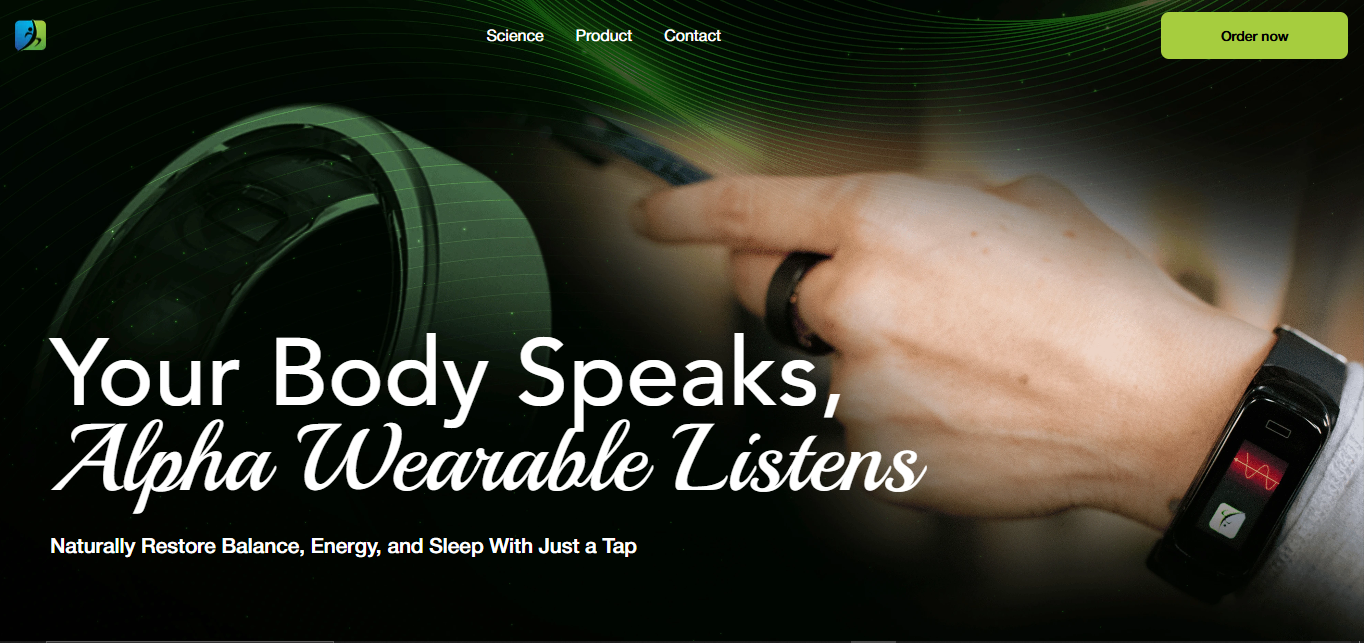 Science
Product
Contact
Order now
Your Body Speaks,
Alpha Wearable Listens
Naturally Restore Balance, Energy, and Sleep With Just a Tap